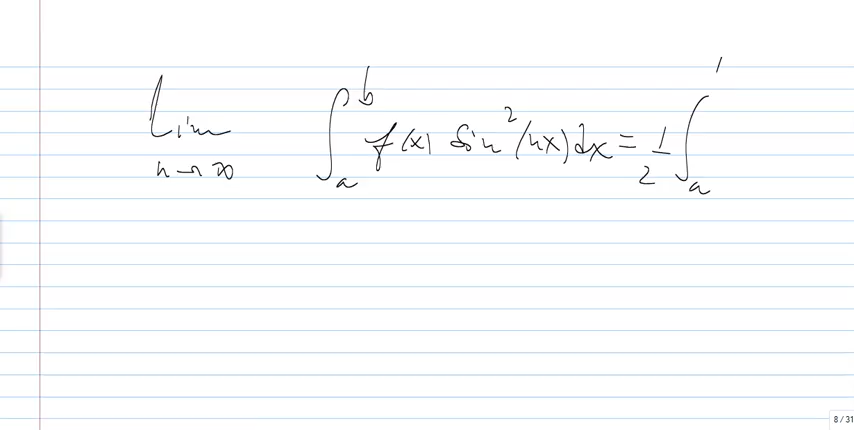 lim n→∞ ∫_a^b f(x) sin²(nx) dx = 1/2 ∫_a
8 / 31